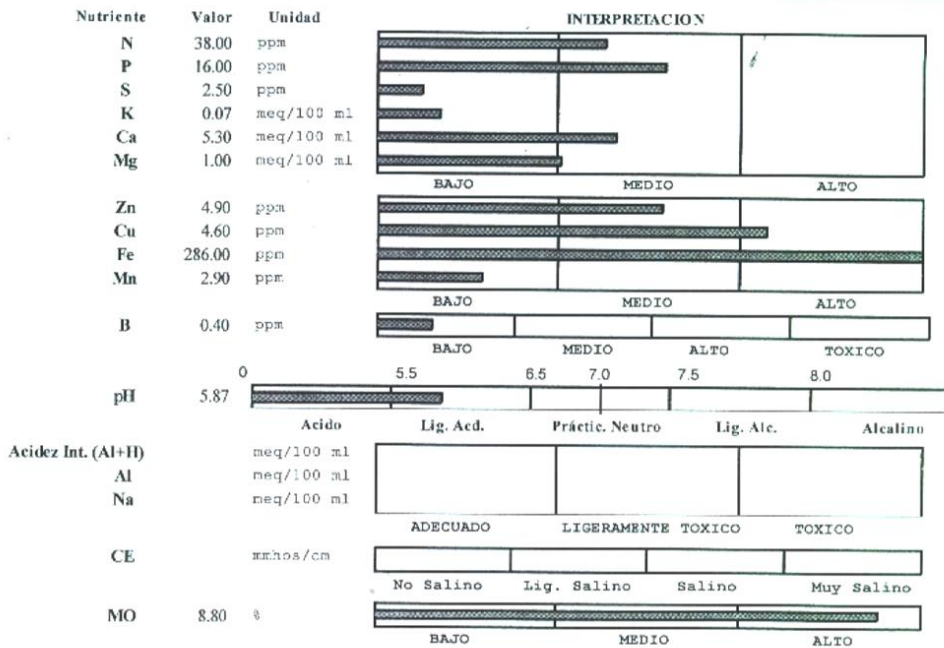 Nutriente Valor Unidad INTERPRETACION
N 38.00 ppm
P 16.00 ppm
S 2.50 ppm
K 0.07 meq/100 ml
Ca 5.30 meq/100 ml
Mg 1.00 meq/100 ml
BAJO MEDIO ALTO
Zn 4.90 ppm
Cu 4.60 ppm
Fe 286.00 ppm
Mn 2.90 ppm
BAJO MEDIO ALTO
B 0.40 ppm
BAJO MEDIO ALTO TOXICO
0 5.5 6.5 7.0 7.5 8.0
pH 5.87
Acido Lig. Acd. Práctic. Neutro Lig. Alc. Alcalino
Acidez Int. (Al+H) meq/100 ml
Al meq/100 ml
Na meq/100 ml
ADECUADO LIGERAMENTE TOXICO TOXICO
CE mmhos/cm
No Salino Lig. Salino Salino Muy Salino
MO 8.80 %
BAJO MEDIO ALTO